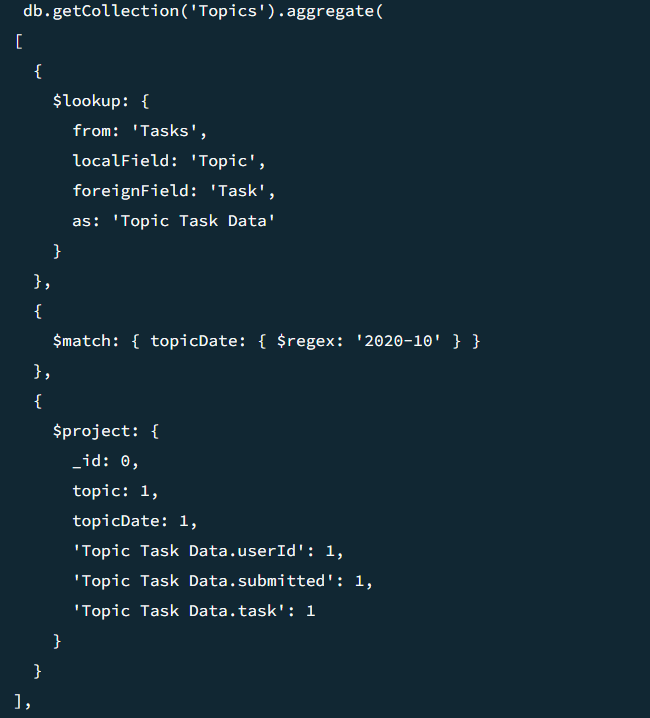 db.getCollection('Topics').aggregate(
[
{
$lookup: {
from: 'Tasks',
localField: 'Topic',
foreignField: 'Task',
as: 'Topic Task Data'
}
},
{
$match: { topicDate: { $regex: '2020-10' } }
},
{
$project: {
_id: 0,
topic: 1,
topicDate: 1,
'Topic Task Data.userId': 1,
'Topic Task Data.submitted': 1,
'Topic Task Data.task': 1
}
}
],